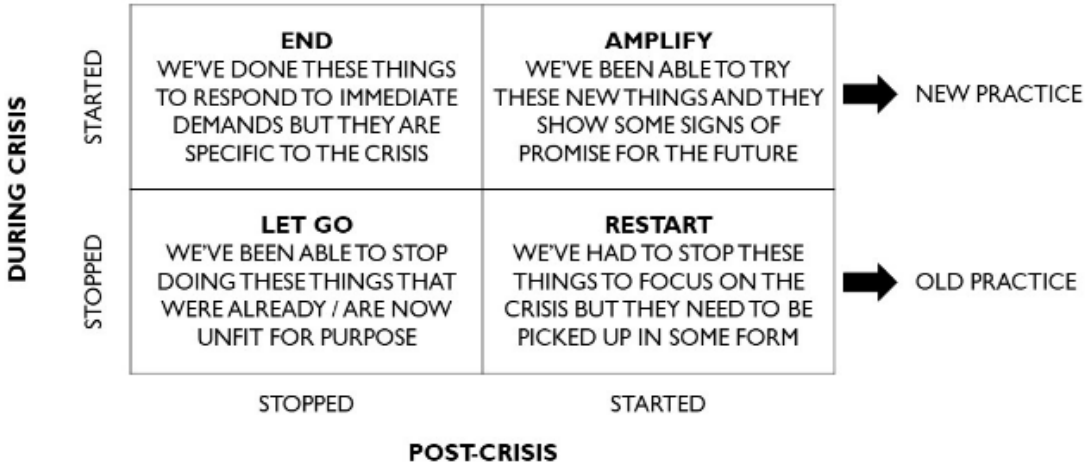 DURING CRISIS
STARTED
END
WE'VE DONE THESE THINGS
TO RESPOND TO IMMEDIATE
DEMANDS BUT THEY ARE
SPECIFIC TO THE CRISIS
AMPLIFY
WE'VE BEEN ABLE TO TRY
THESE NEW THINGS AND THEY
SHOW SOME SIGNS OF
PROMISE FOR THE FUTURE
NEW PRACTICE
STOPPED
LET GO
WE'VE BEEN ABLE TO STOP
DOING THESE THINGS THAT
WERE ALREADY / ARE NOW
UNFIT FOR PURPOSE
RESTART
WE'VE HAD TO STOP THESE
THINGS TO FOCUS ON THE
CRISIS BUT THEY NEED TO BE
PICKED UP IN SOME FORM
OLD PRACTICE
STOPPED
STARTED
POST-CRISIS